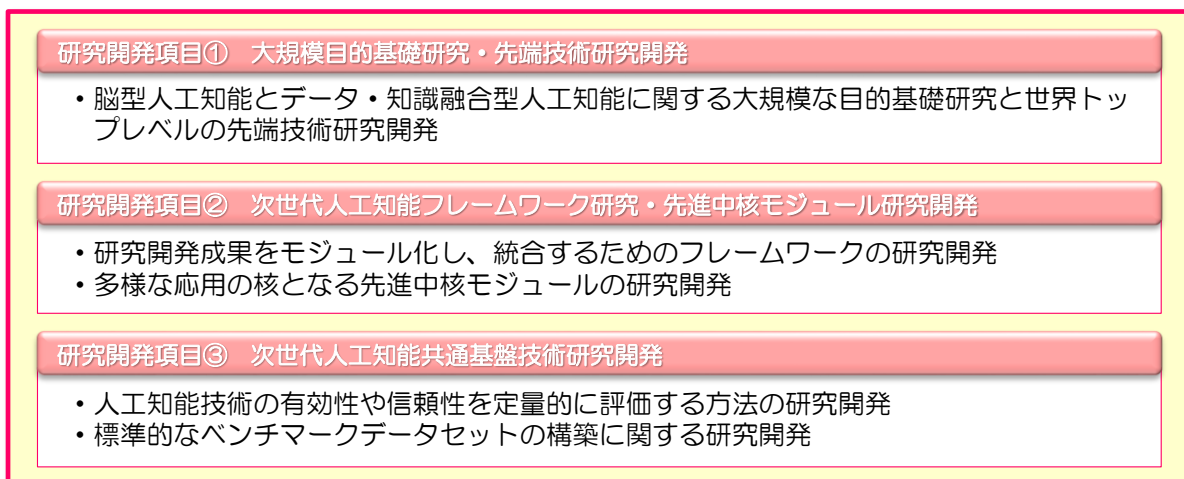 研究開発項目① 大規模目的基礎研究・先端技術研究開発
・脳型人工知能とデータ・知識融合型人工知能に関する大規模な目的基礎研究と世界トッ
プレベルの先端技術研究開発
研究開発項目② 次世代人工知能フレームワーク研究・先進中核モジュール研究開発
・研究開発成果をモジュール化し、統合するためのフレームワークの研究開発
・多様な応用の核となる先進中核モジュールの研究開発
研究開発項目③ 次世代人工知能共通基盤技術研究開発
・人工知能技術の有効性や信頼性を定量的に評価する方法の研究開発
・標準的なベンチマークデータセットの構築に関する研究開発